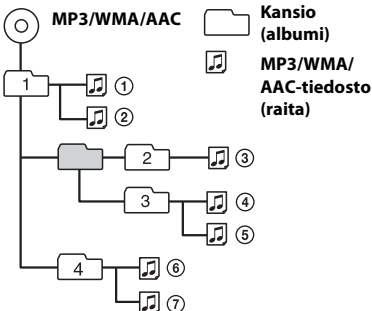 MP3/WMA/AAC
Kansio
(albumi)
MP3/WMA/
AAC-tiedosto
(raita)
1
①
②
2
③
3
④
⑤
4
⑥
⑦